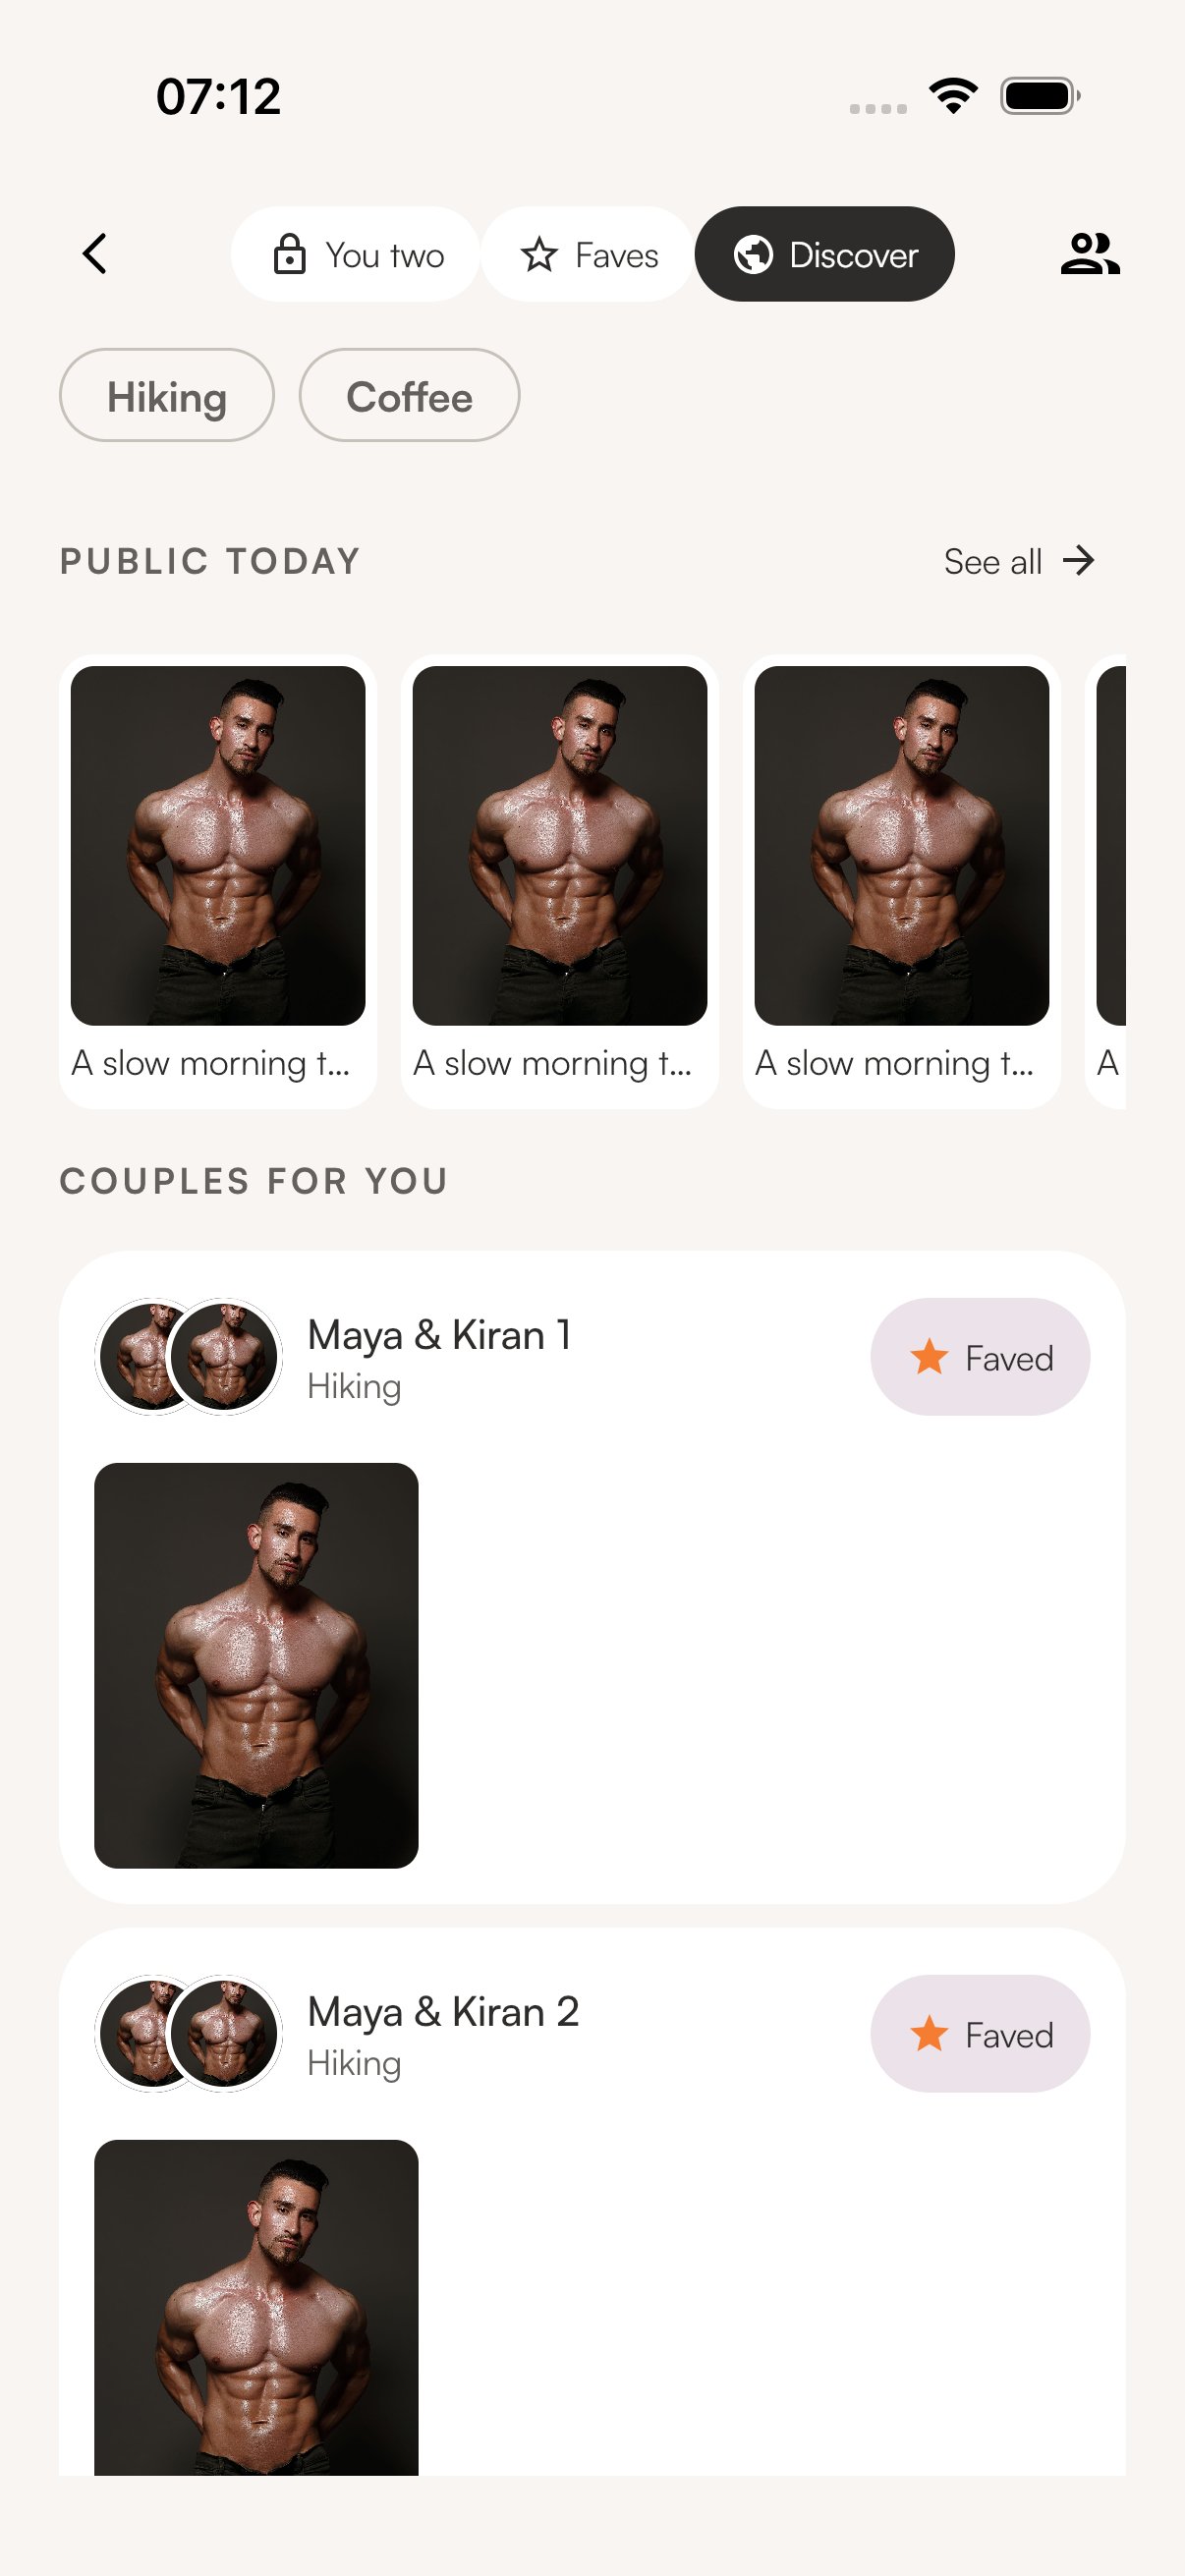 07:12
You two
Faves
Discover
Hiking
Coffee
PUBLIC TODAY
See all
A slow morning t...
A slow morning t...
A slow morning t...
A
COUPLES FOR YOU
Maya & Kiran 1
Hiking
Faved
Maya & Kiran 2
Hiking
Faved